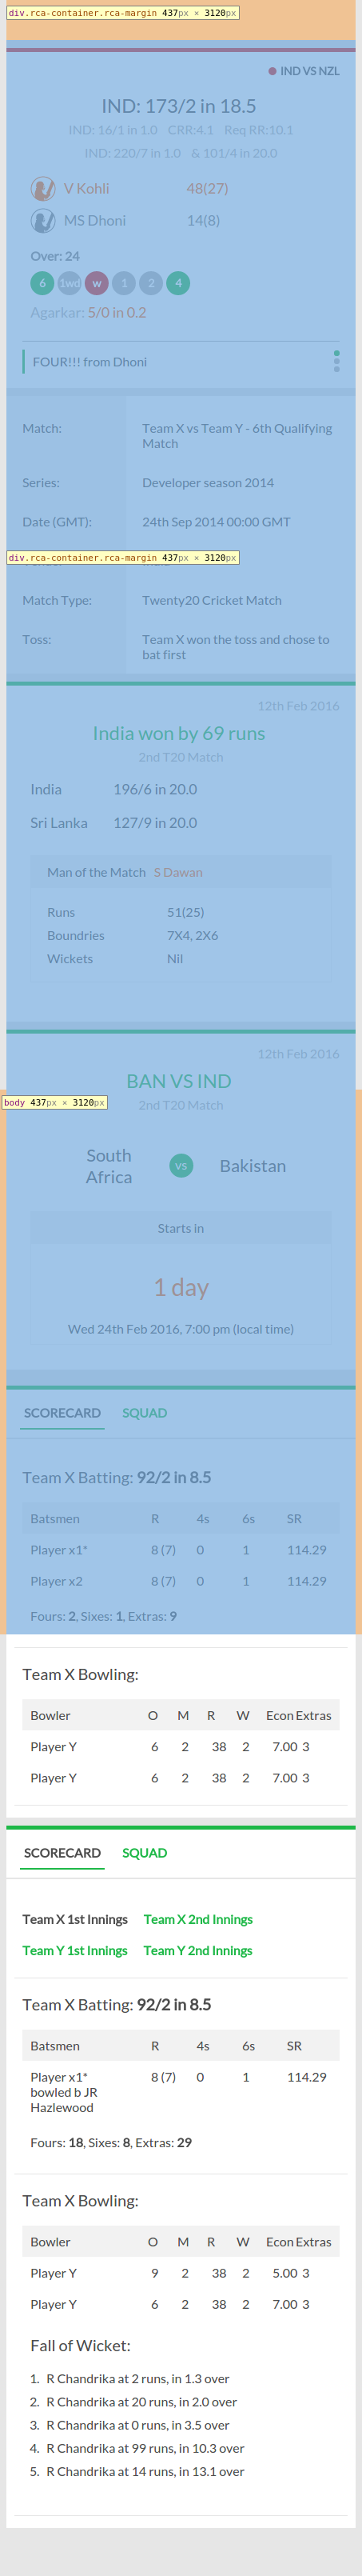 div.rca-container.rca-margin 437px × 3120px
IND VS NZL
IND: 173/2 in 18.5
IND: 16/1 in 1.0 CRR:4.1 Req RR:10.1
IND: 220/7 in 1.0 & 101/4 in 20.0
V Kohli 48(27)
MS Dhoni 14(8)
Over: 24
6 1wd w 1 2 4
Agarkar: 5/0 in 0.2
FOUR!!! from Dhoni
Match: Team X vs Team Y - 6th Qualifying
Match
Series: Developer season 2014
Date (GMT): 24th Sep 2014 00:00 GMT
div.rca-container.rca-margin 437px × 3120px
Match Type: Twenty20 Cricket Match
Toss: Team X won the toss and chose to
bat first
12th Feb 2016
India won by 69 runs
2nd T20 Match
India 196/6 in 20.0
Sri Lanka 127/9 in 20.0
Man of the Match S Dawan
Runs 51(25)
Boundries 7X4, 2X6
Wickets Nil
12th Feb 2016
BAN VS IND
body 437px × 3120px
2nd T20 Match
South
Africa
vs
Bakistan
Starts in
1 day
Wed 24th Feb 2016, 7:00 pm (local time)
SCORECARD SQUAD
Team X Batting: 92/2 in 8.5
Batsmen R 4s 6s SR
Player x1* 8 (7) 0 1 114.29
Player x2 8 (7) 0 1 114.29
Fours: 2, Sixes: 1, Extras: 9
Team X Bowling:
Bowler O M R W Econ Extras
Player Y 6 2 38 2 7.00 3
Player Y 6 2 38 2 7.00 3
SCORECARD SQUAD
Team X 1st Innings Team X 2nd Innings
Team Y 1st Innings Team Y 2nd Innings
Team X Batting: 92/2 in 8.5
Batsmen R 4s 6s SR
Player x1* 8 (7) 0 1 114.29
bowled b JR
Hazlewood
Fours: 18, Sixes: 8, Extras: 29
Team X Bowling:
Bowler O M R W Econ Extras
Player Y 9 2 38 2 5.00 3
Player Y 6 2 38 2 7.00 3
Fall of Wicket:
1. R Chandrika at 2 runs, in 1.3 over
2. R Chandrika at 20 runs, in 2.0 over
3. R Chandrika at 0 runs, in 3.5 over
4. R Chandrika at 99 runs, in 10.3 over
5. R Chandrika at 14 runs, in 13.1 over